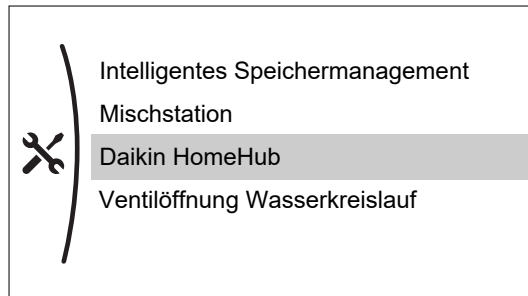 Intelligentes Speichermanagement
Mischstation
Daikin HomeHub
Ventilöffnung Wasserkreislauf